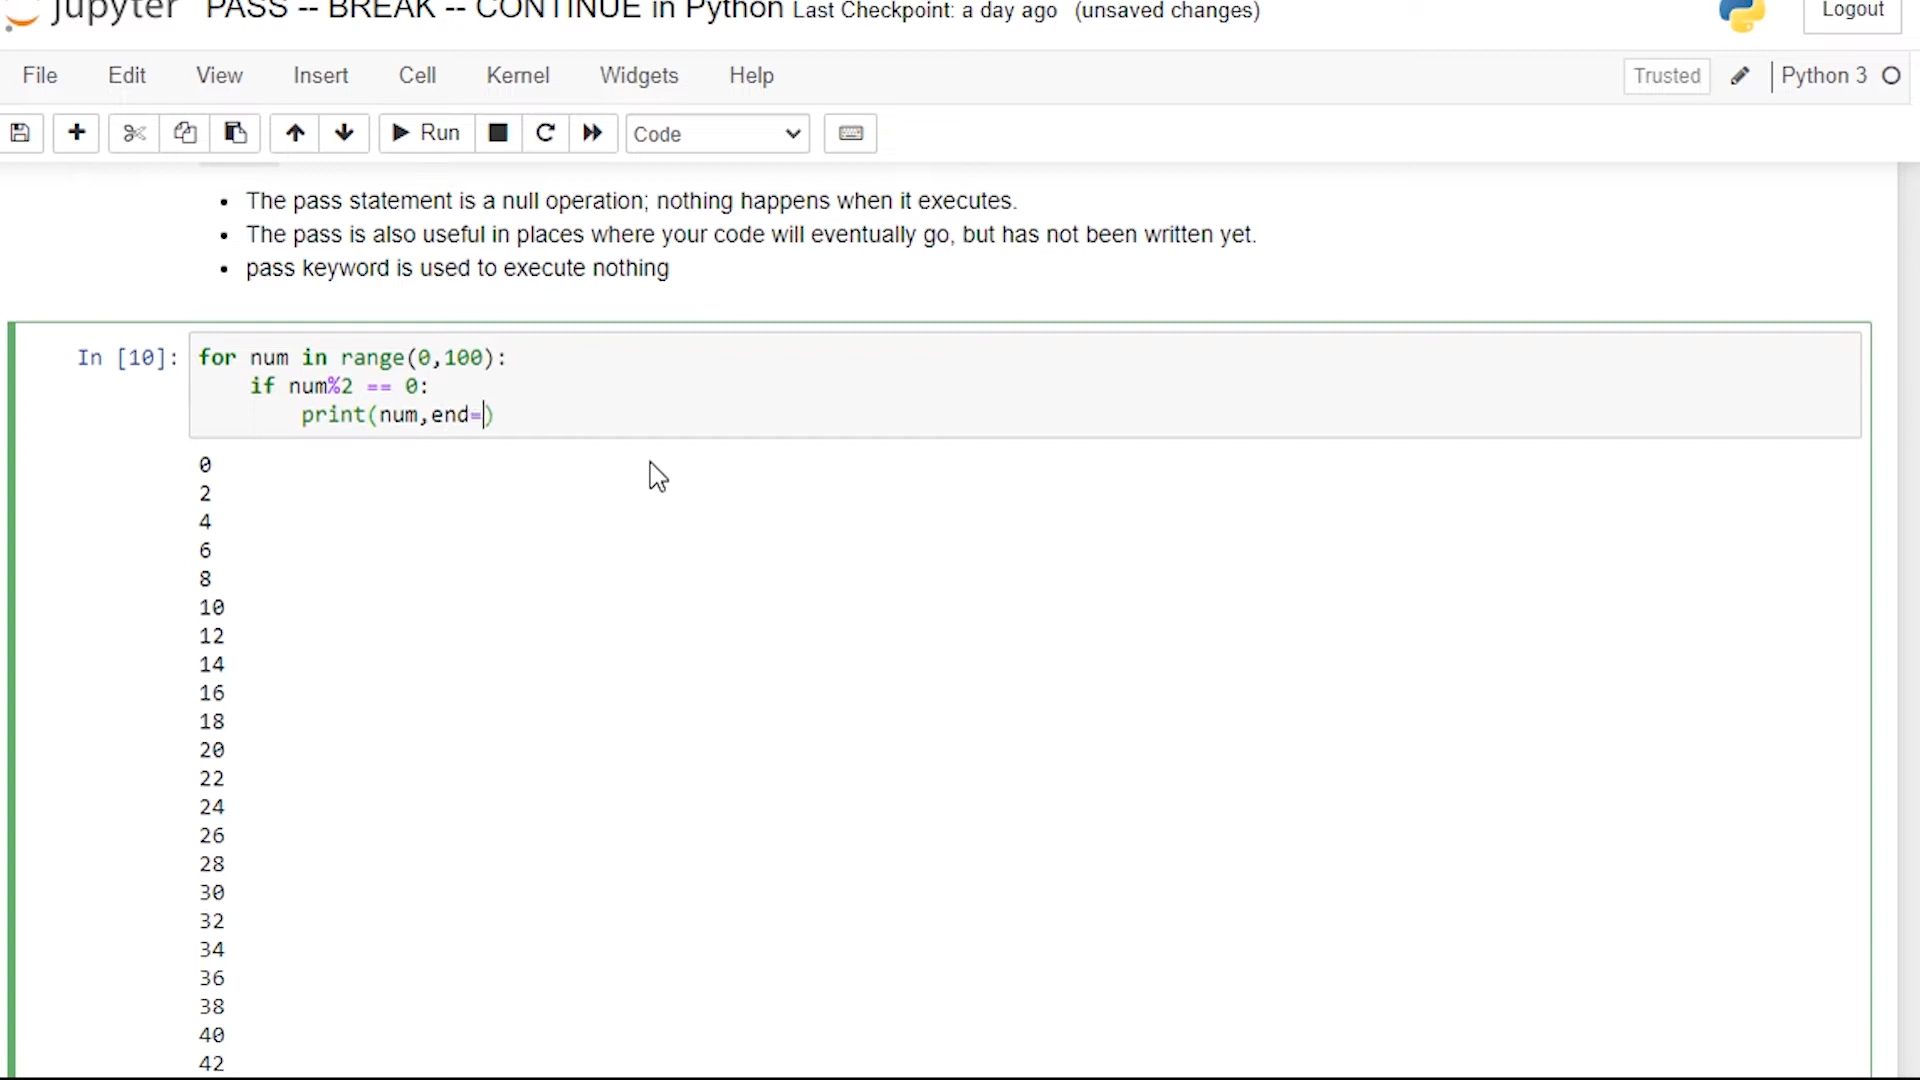 jupyter PASS -- BREAK -- CONTINUE in Python Last Checkpoint: a day ago (unsaved changes) Logout
File Edit View Insert Cell Kernel Widgets Help Trusted Python 3
Run Code
• The pass statement is a null operation; nothing happens when it executes.
• The pass is also useful in places where your code will eventually go, but has not been written yet.
• pass keyword is used to execute nothing
In [10]: for num in range(0,100):
    if num%2 == 0:
        print(num,end=)
0
2
4
6
8
10
12
14
16
18
20
22
24
26
28
30
32
34
36
38
40
42